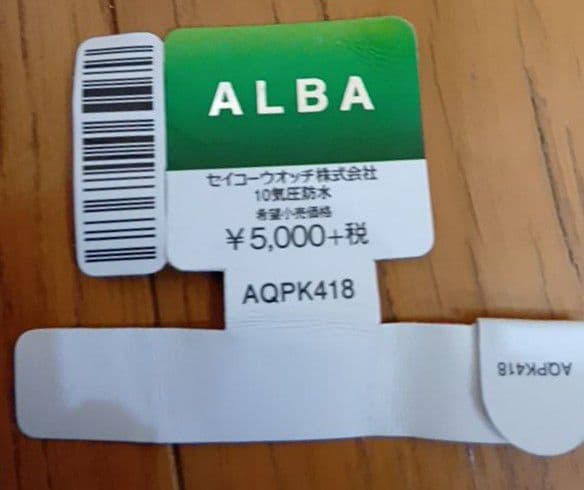 ALBA
セイコーウオッチ株式会社
10気圧防水
希望小売価格
￥5,000+税
AQPK418
AQPK418